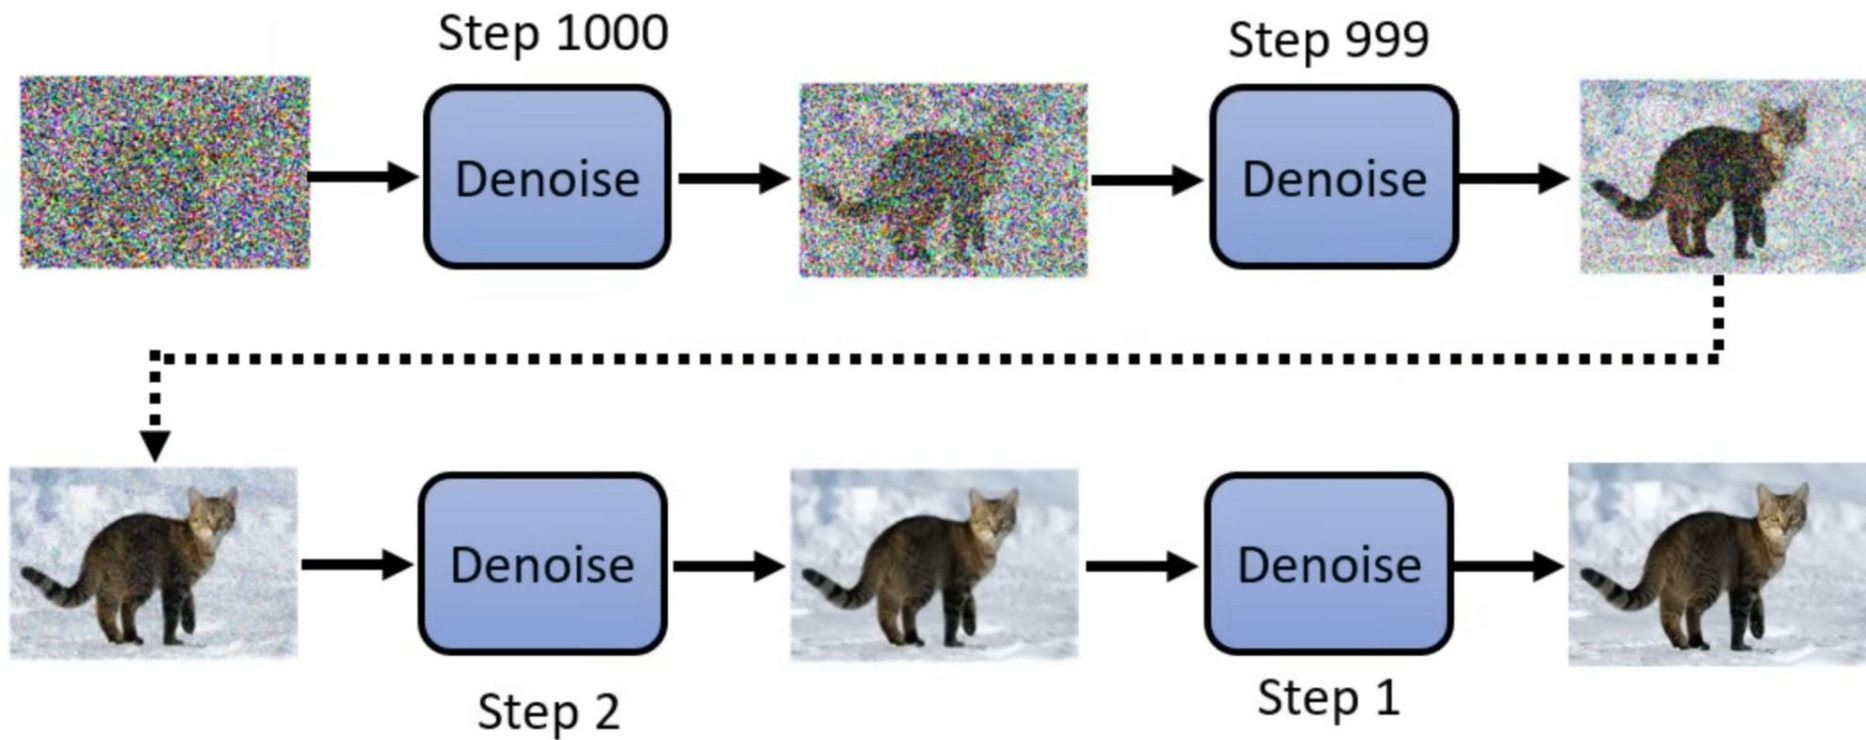 Step 1000
Step 999
Denoise
Denoise
Denoise
Denoise
Step 2
Step 1